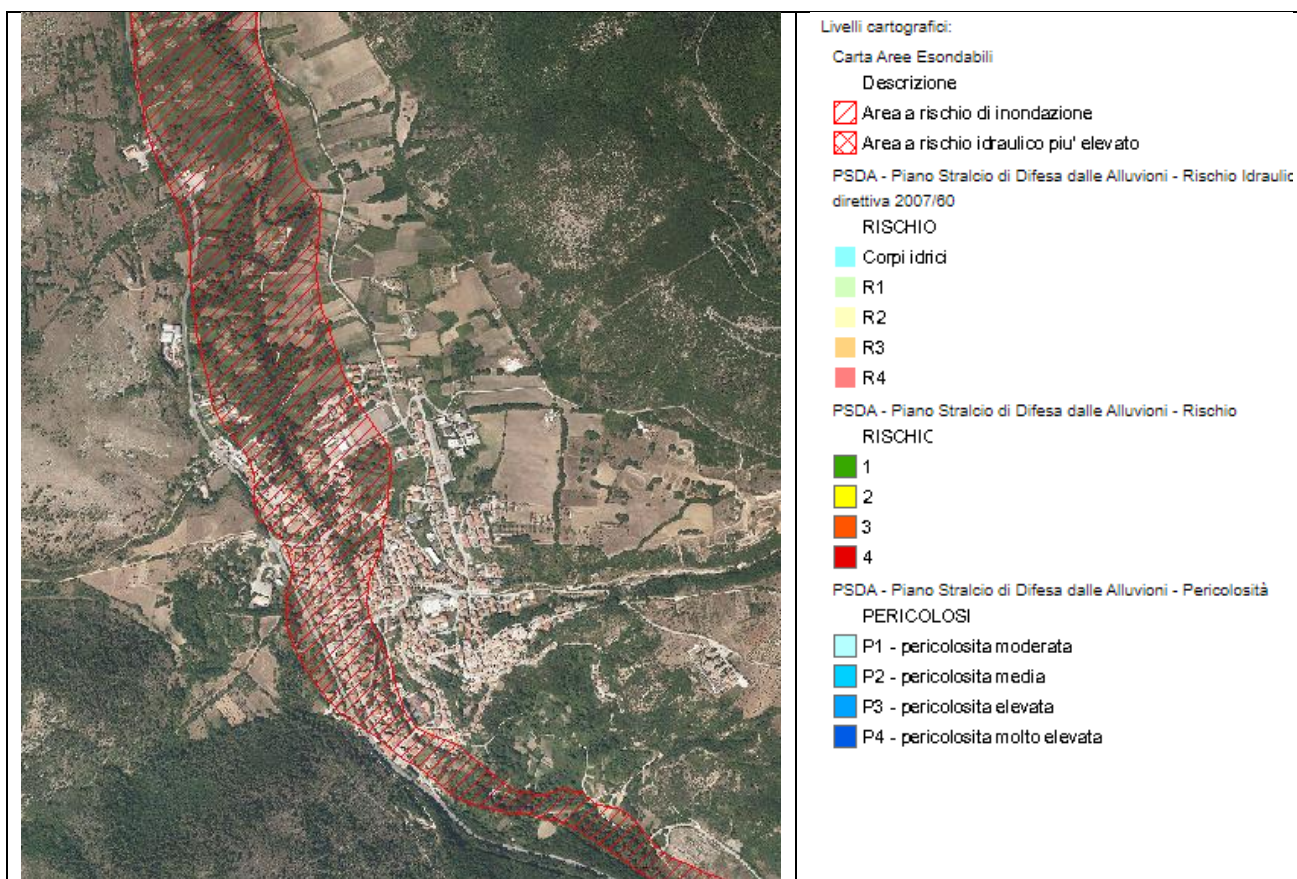 Livelli cartografici:
Carta Aree Esondabili
Descrizione
Area a rischio di inondazione
Area a rischio idraulico piu' elevato
PSDA - Piano Stralcio di Difesa dalle Alluvioni - Rischio Idraulic
direttiva 2007/60
RISCHIO
Corpi idrici
R1
R2
R3
R4
PSDA - Piano Stralcio di Difesa dalle Alluvioni - Rischio
RISCHIC
1
2
3
4
PSDA - Piano Stralcio di Difesa dalle Alluvioni - Pericolosità
PERICOLOSI
P1 - pericolosita moderata
P2 - pericolosita media
P3 - pericolosita elevata
P4 - pericolosita molto elevata